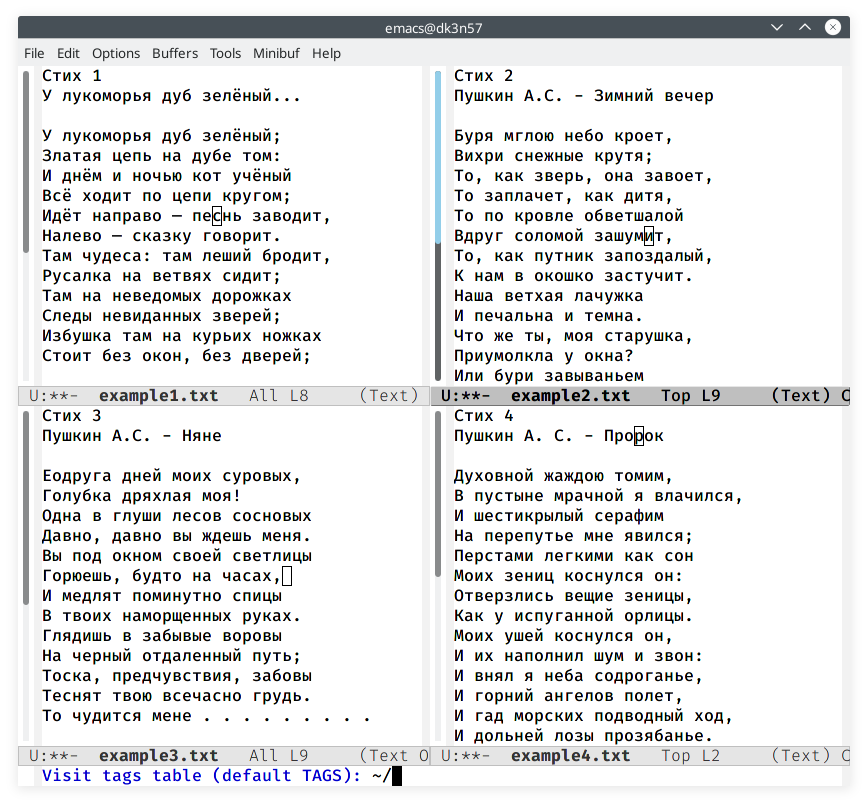 emacs@dk3n57
File Edit Options Buffers Tools Minibuf Help
Стих 1
У лукоморья дуб зелёный...
У лукоморья дуб зелёный;
Златая цепь на дубе том:
И днём и ночью кот учёный
Всё ходит по цепи кругом;
Идёт направо — песнь заводит,
Налево — сказку говорит.
Там чудеса: там леший бродит,
Русалка на ветвях сидит;
Там на неведомых дорожках
Следы невиданных зверей;
Избушка там на курьих ножках
Стоит без окон, без дверей;
U:**- example1.txt All L8 (Text)
Стих 2
Пушкин А.С. - Зимний вечер
Буря мглою небо кроет,
Вихри снежные крутя;
То, как зверь, она завоет,
То заплачет, как дитя,
То по кровле обветшалой
Вдруг соломой зашумит,
То, как путник запоздалый,
К нам в окошко застучит.
Наша ветхая лачужка
И печальна и темна.
Что же ты, моя старушка,
Приумолкла у окна?
Или бури завываньем
U:**- example2.txt Top L9 (Text) C
Стих 3
Пушкин А.С. - Няне
Еодруга дней моих суровых,
Голубка дряхлая моя!
Одна в глуши лесов сосновых
Давно, давно вы ждешь меня.
Вы под окном своей светлицы
Горюешь, будто на часах,
И медлят поминутно спицы
В твоих наморщенных руках.
Глядишь в забывые воровы
На черный отдаленный путь;
Тоска, предчувствия, забовы
Теснят твою всечасно грудь.
То чудится мене . . . . . . . . .
U:**- example3.txt All L9 (Text O
Стих 4
Пушкин А. С. - Пророк
Духовной жаждою томим,
В пустыне мрачной я влачился,
И шестикрылый серафим
На перепутье мне явился;
Перстами легкими как сон
Моих зениц коснулся он:
Отверзлись вещие зеницы,
Как у испуганной орлицы.
Моих ушей коснулся он,
И их наполнил шум и звон:
И внял я неба содроганье,
И горний ангелов полет,
И гад морских подводный ход,
И дольней лозы прозябанье.
U:**- example4.txt Top L2 (Text) C
Visit tags table (default TAGS): ~/